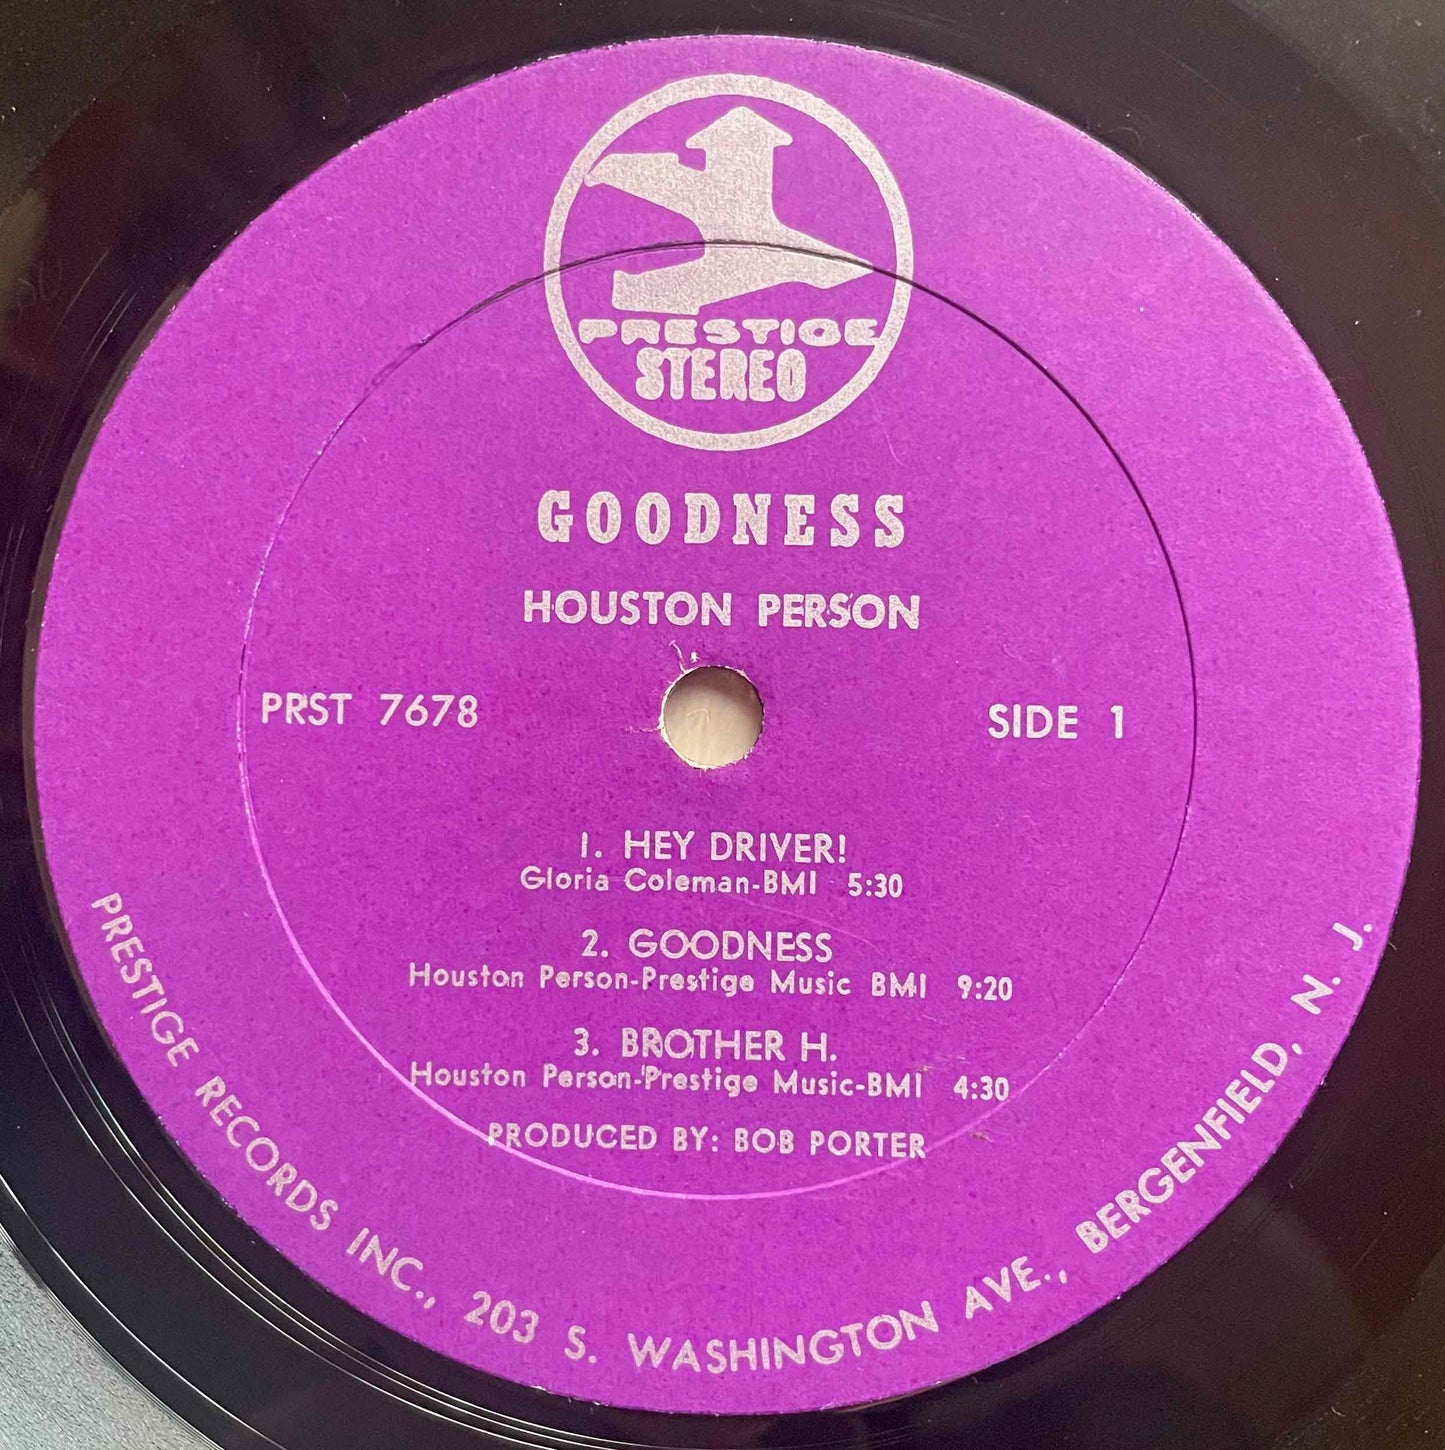 PRESTIGE
STEREO
GOODNESS
HOUSTON PERSON
PRST 7678
SIDE 1
1. HEY DRIVER!
Gloria Coleman-BMI 5:30
2. GOODNESS
Houston Person-Prestige Music BMI 9:20
3. BROTHER H.
Houston Person-Prestige Music-BMI 4:30
PRODUCED BY: BOB PORTER
PRESTIGE RECORDS INC., 203 S. WASHINGTON AVE., BERGENFIELD, N. J.